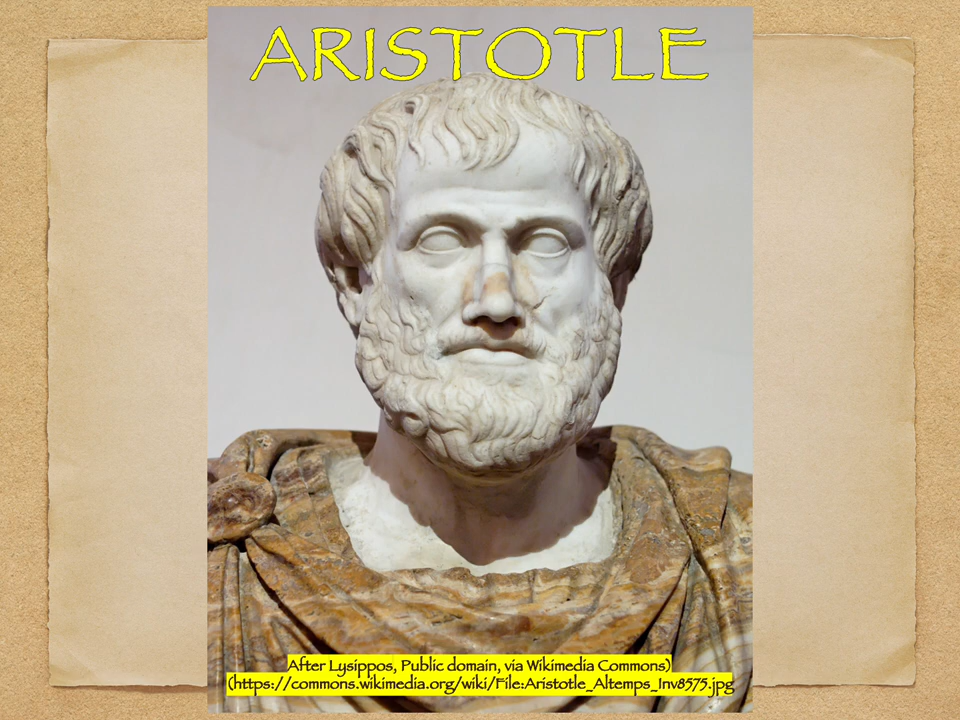 ARISTOTLE
After Lysippos, Public domain, via Wikimedia Commons)
(https://commons.wikimedia.org/wiki/File:Aristotle_Altemps_Inv8575.jpg